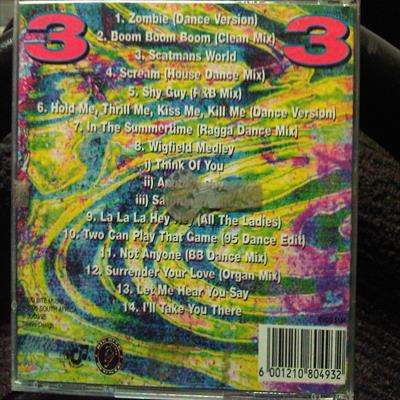 3 3
1. Zombie (Dance Version)
2. Boom Boom Boom (Clean Mix)
3. Scatmans World
4. Scream (House Dance Mix)
5. Shy Guy (R&B Mix)
6. Hold Me, Thrill Me, Kiss Me, Kill Me (Dance Version)
7. In The Summertime (Ragga Dance Mix)
8. Wigfield Medley
i) Think Of You
ii)
iii)
9. La La La Hey (All The Ladies)
10. Two Can Play That Game (95 Dance Edit)
11. Not Anyone (BB Dance Mix)
12. Surrender Your Love (Organ Mix)
13. Let Me Hear You Say
14. I'll Take You There
SOUTH AFRICA
Design
6 001210 804932